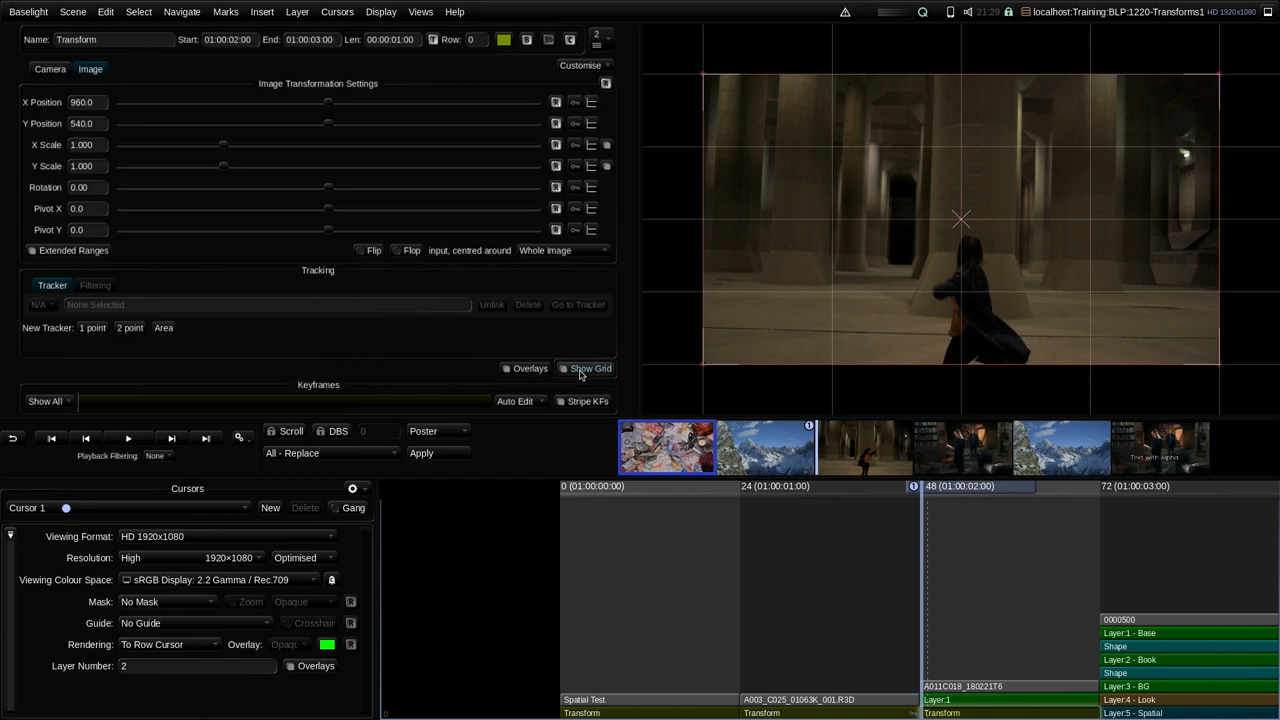 Baselight Scene Edit Select Navigate Marks Insert Layer Cursors Display Views Help 21:29 localhost:Training:BLP:1220-Transforms1 HD 1920x1080
Name: Transform Start: 01:00:02:00 End: 01:00:03:00 Len: 00:00:01:00 Row: 0 2
Camera Image Customise
Image Transformation Settings
X Position 960.0
Y Position 540.0
X Scale 1.000
Y Scale 1.000
Rotation 0.00
Pivot X 0.0
Pivot Y 0.0
Extended Ranges Flip Flop input, centred around Whole Image
Tracking
Tracker Filtering
N/A None Selected Unlink Delete Go to Tracker
New Tracker: 1 point 2 point Area
Overlays Show Grid
Keyframes
Show All Auto Edit Stripe KFs
Scroll DBS 0 Poster
Playback Filtering: None All - Replace Apply
1
Text with Alpha
Cursors
Cursor 1 New Delete Gang
Viewing Format: HD 1920x1080
Resolution: High 1920×1080 Optimised
Viewing Colour Space: sRGB Display: 2.2 Gamma / Rec.709
Mask: No Mask Zoom Opaque
Guide: No Guide Crosshair
Rendering: To Row Cursor Overlay: Opaqu
Layer Number: 2 Overlays
0 (01:00:00:00) 24 (01:00:01:00) 1 48 (01:00:02:00) 72 (01:00:03:00)
0000500
Layer:1 - Base
Shape
Layer:2 - Book
Shape
A011C018_180221T6 Layer:3 - BG
Spatial Test A003_C025_01063K_001.R3D Layer:1 Layer:4 - Look
0 Transform Transform Transform Layer:5 - Spatial